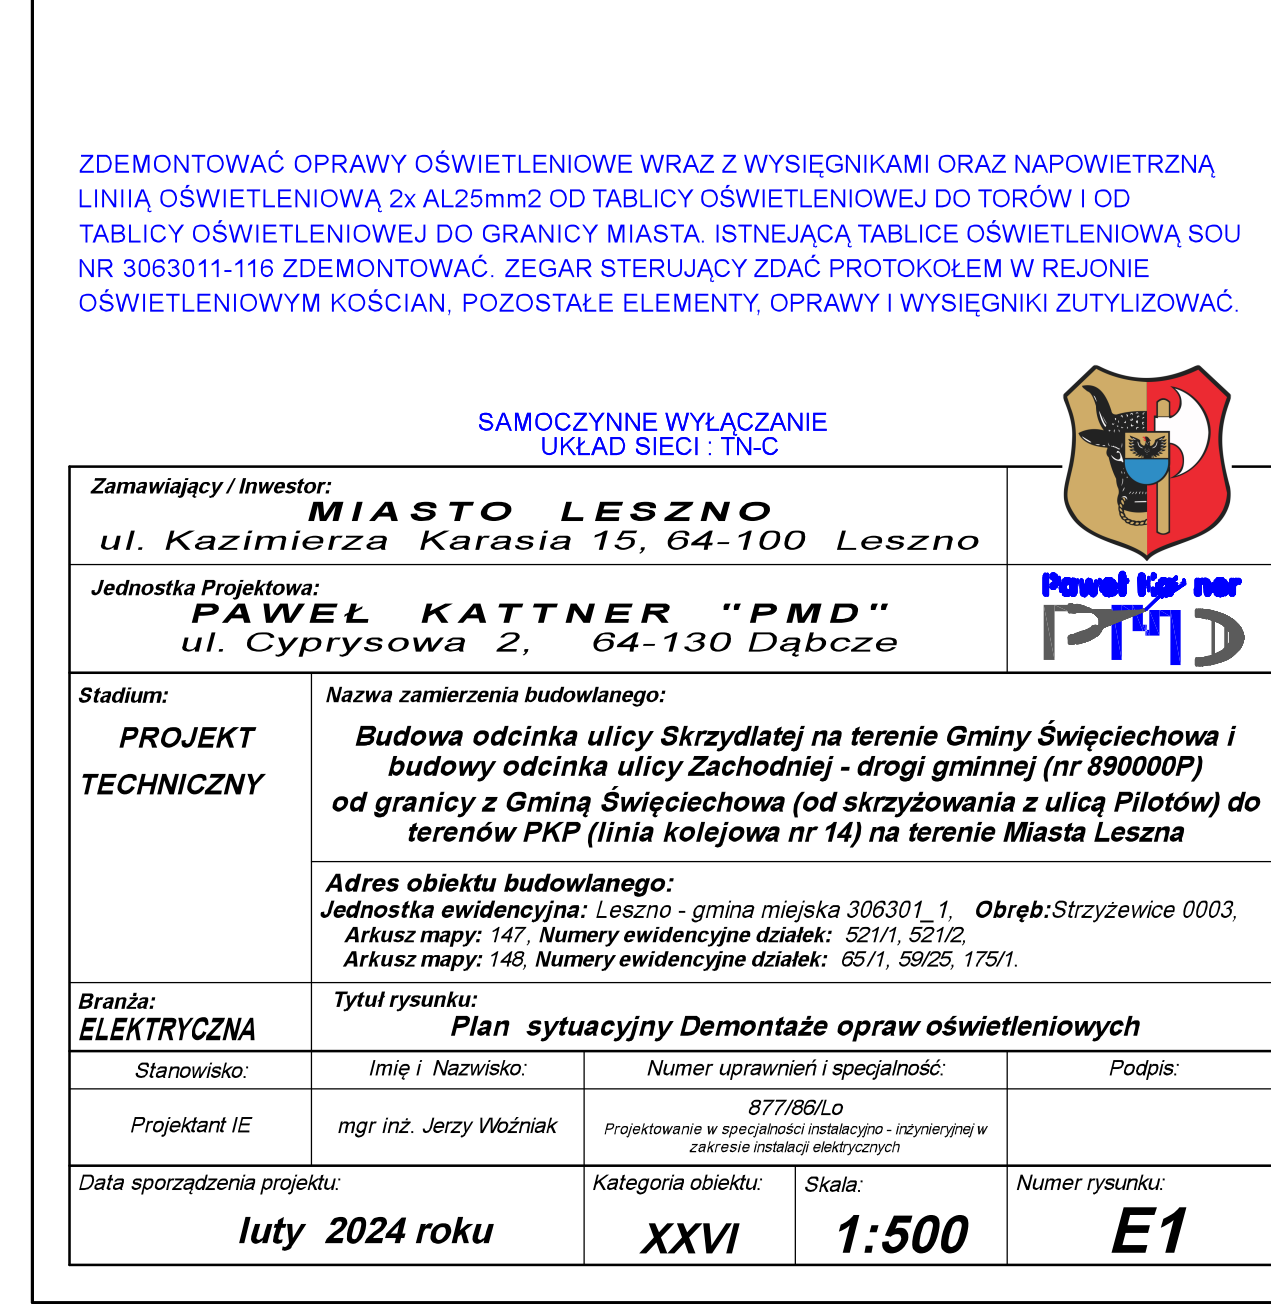 ZDEMONTOWAĆ OPRAWY OŚWIETLENIOWE WRAZ Z WYSIĘGNIKAMI ORAZ NAPOWIETRZNĄ
LINIIĄ OŚWIETLENIOWĄ 2x AL25mm2 OD TABLICY OŚWIETLENIOWEJ DO TORÓW I OD
TABLICY OŚWIETLENIOWEJ DO GRANICY MIASTA. ISTNEJĄCĄ TABLICE OŚWIETLENIOWĄ SOU
NR 3063011-116 ZDEMONTOWAĆ. ZEGAR STERUJĄCY ZDAĆ PROTOKOŁEM W REJONIE
OŚWIETLENIOWYM KOŚCIAN, POZOSTAŁE ELEMENTY, OPRAWY I WYSIĘGNIKI ZUTYLIZOWAĆ.
SAMOCZYNNE WYŁĄCZANIE
UKŁAD SIECI : TN-C
Zamawiający / Inwestor:
MIASTO LESZNO
ul. Kazimierza Karasia 15, 64-100 Leszno
Jednostka Projektowa:
PAWEŁ KATTNER "PMD"
ul. Cyprysowa 2, 64-130 Dąbcze
Paweł
PMD
Stadium:
PROJEKT
TECHNICZNY
Nazwa zamierzenia budowlanego:
Budowa odcinka ulicy Skrzydlatej na terenie Gminy Święciechowa i
budowy odcinka ulicy Zachodniej - drogi gminnej (nr 890000P)
od granicy z Gminą Święciechowa (od skrzyżowania z ulicą Pilotów) do
terenów PKP (linia kolejowa nr 14) na terenie Miasta Leszna
Adres obiektu budowlanego:
Jednostka ewidencyjna: Leszno - gmina miejska 306301_1, Obręb:Strzyżewice 0003,
Arkusz mapy: 147, Numery ewidencyjne działek: 521/1, 521/2,
Arkusz mapy: 148, Numery ewidencyjne działek: 65/1, 59/25, 175/1.
Branża:
ELEKTRYCZNA
Tytuł rysunku:
Plan sytuacyjny Demontaże opraw oświetleniowych
Stanowisko:
Imię i Nazwisko:
Numer uprawnień i specjalność:
Podpis:
Projektant IE
mgr inż. Jerzy Woźniak
877/86/Lo
Projektowanie w specjalności instalacyjno - inżynieryjnej w
zakresie instalacji elektrycznych
Data sporządzenia projektu:
luty 2024 roku
Kategoria obiektu:
XXVI
Skala:
1:500
Numer rysunku:
E1